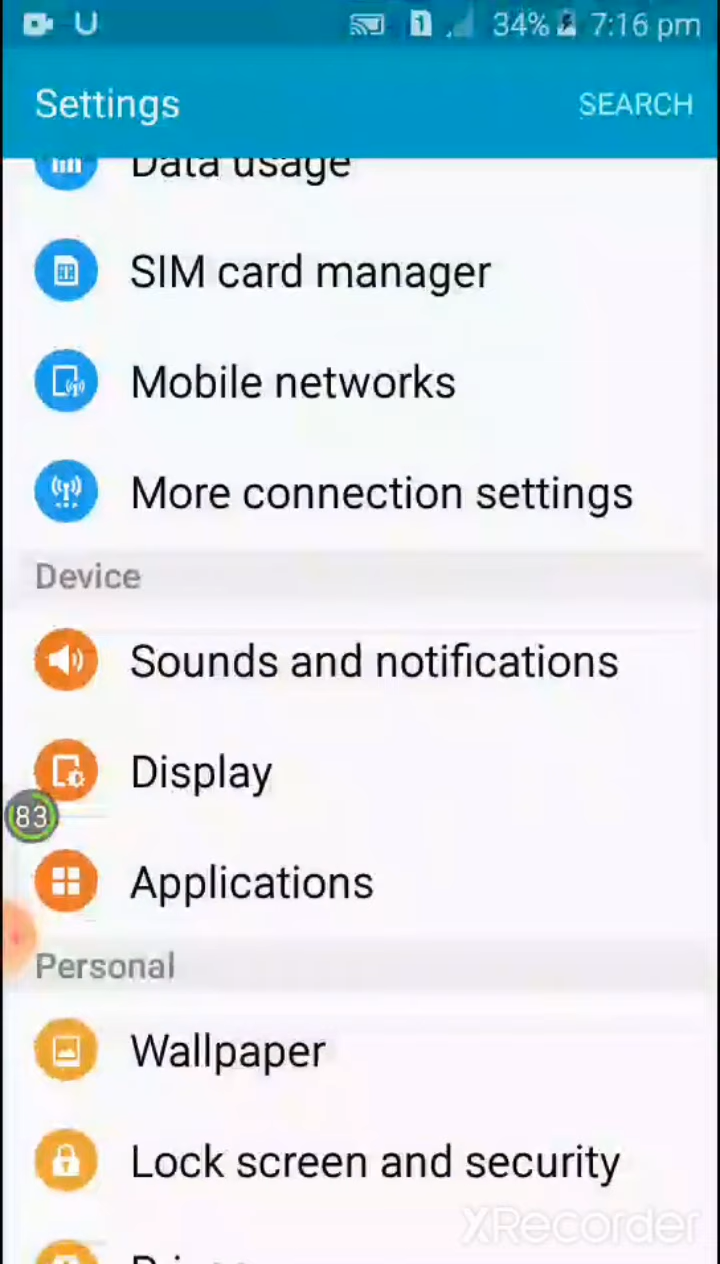 U 1 34% 7:16 pm
Settings SEARCH
Data usage
SIM card manager
Mobile networks
More connection settings
Device
Sounds and notifications
Display
83
Applications
Personal
Wallpaper
Lock screen and security
XRecorder